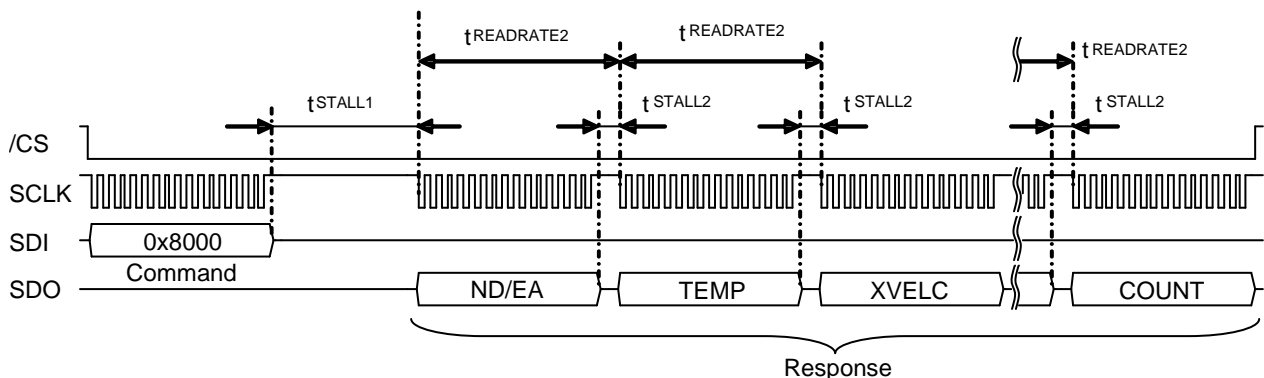 tREADRATE2 tREADRATE2 tREADRATE2
tSTALL1 tSTALL2 tSTALL2 tSTALL2
/CS
SCLK
SDI 0x8000
Command
SDO ND/EA TEMP XVELC COUNT
Response